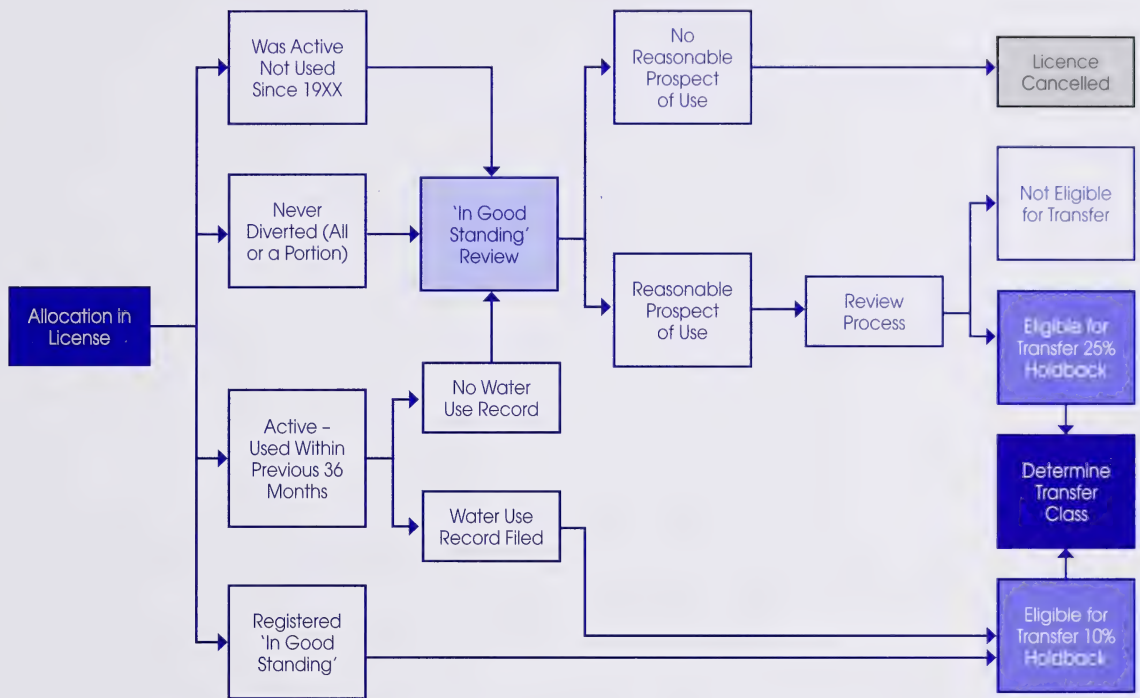 Was Active
Not Used
Since 19XX
No
Reasonable
Prospect
of Use
Licence
Cancelled
Never
Diverted (All
or a Portion)
'In Good
Standing'
Review
Not Eligible
for Transfer
Allocation in
License
Reasonable
Prospect
of Use
Review
Process
Eligible for
Transfer 25%
Holdback
Active –
Used Within
Previous 36
Months
No Water
Use Record
Water Use
Record Filed
Determine
Transfer
Class
Registered
'In Good
Standing'
Eligible for
Transfer 10%
Holdback